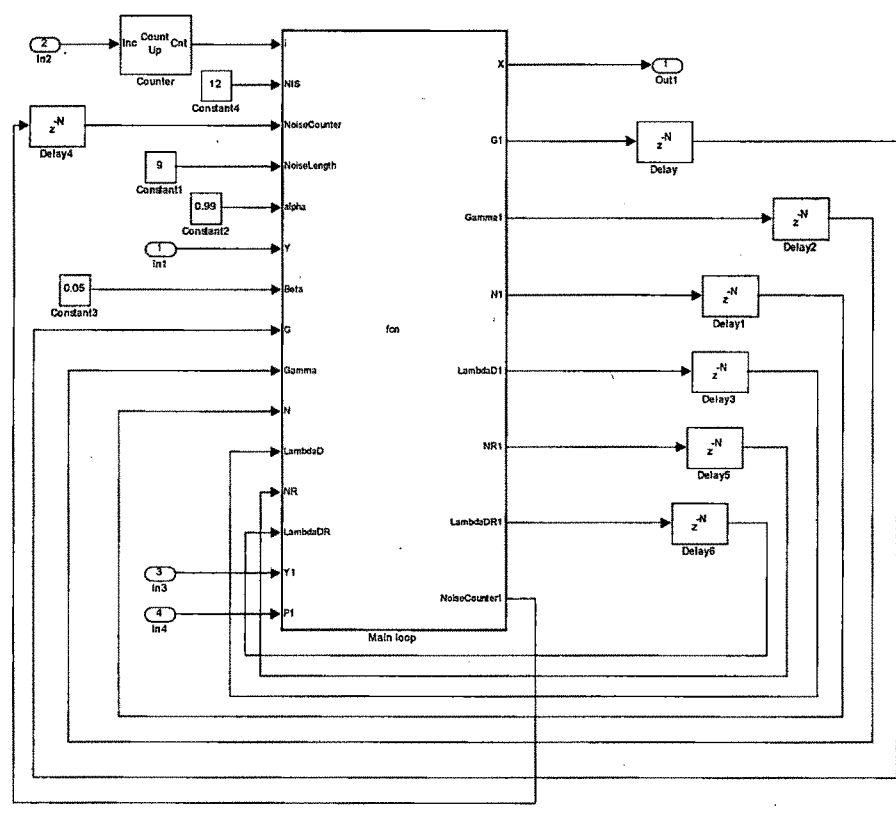 2
In2
Inc Count Up Cnt
Counter
i
12
Constant4
NIS
z-N
Delay4
NoiseCounter
9
Constant1
NoiseLength
0.99
Constant2
alpha
1
In1
Y
0.05
Constant3
Beta
G
Gamma
N
LambdaD
NR
LambdaDR
3
In3
Y1
4
In4
P1
fcn
Main loop
X
1
Out1
G1
z-N
Delay
Gamma1
z-N
Delay2
N1
z-N
Delay1
LambdaD1
z-N
Delay3
NR1
z-N
Delay5
LambdaDR1
z-N
Delay6
NoiseCounter1